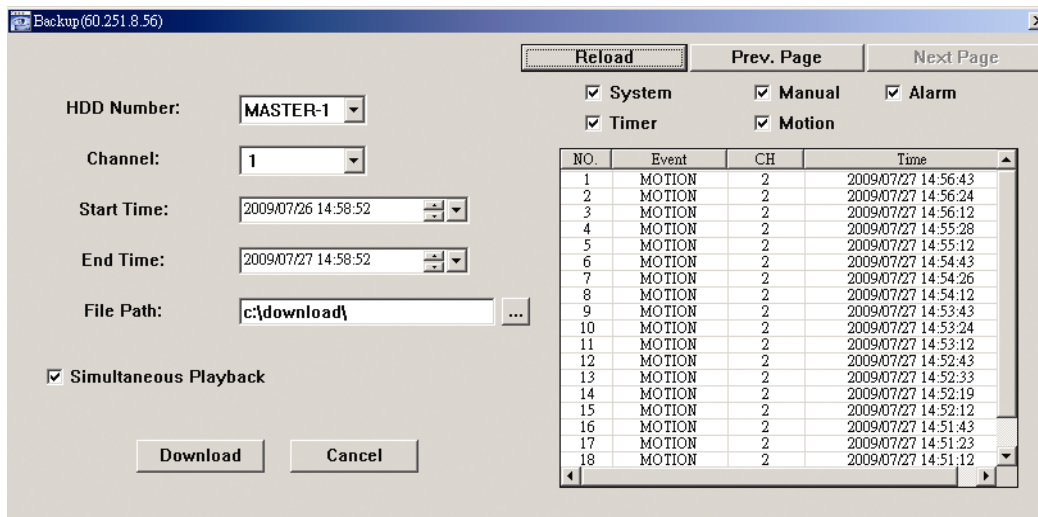 Backup(60.251.8.56)
Reload Prev. Page Next Page
System Manual Alarm
Timer Motion
HDD Number: MASTER-1
Channel: 1
Start Time: 2009/07/26 14:58:52
End Time: 2009/07/27 14:58:52
File Path: c:\download\ ...
Simultaneous Playback
Download Cancel
NO. Event CH Time
1 MOTION 2 2009/07/27 14:56:43
2 MOTION 2 2009/07/27 14:56:24
3 MOTION 2 2009/07/27 14:56:12
4 MOTION 2 2009/07/27 14:55:28
5 MOTION 2 2009/07/27 14:55:12
6 MOTION 2 2009/07/27 14:54:43
7 MOTION 2 2009/07/27 14:54:26
8 MOTION 2 2009/07/27 14:54:12
9 MOTION 2 2009/07/27 14:53:43
10 MOTION 2 2009/07/27 14:53:24
11 MOTION 2 2009/07/27 14:53:12
12 MOTION 2 2009/07/27 14:52:43
13 MOTION 2 2009/07/27 14:52:33
14 MOTION 2 2009/07/27 14:52:19
15 MOTION 2 2009/07/27 14:52:12
16 MOTION 2 2009/07/27 14:51:43
17 MOTION 2 2009/07/27 14:51:23
18 MOTION 2 2009/07/27 14:51:12